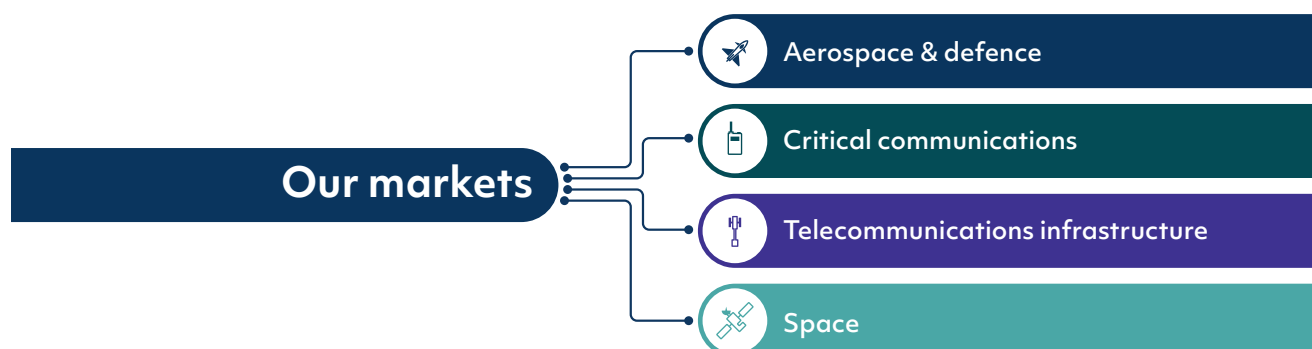 Our markets
Aerospace & defence
Critical communications
Telecommunications infrastructure
Space